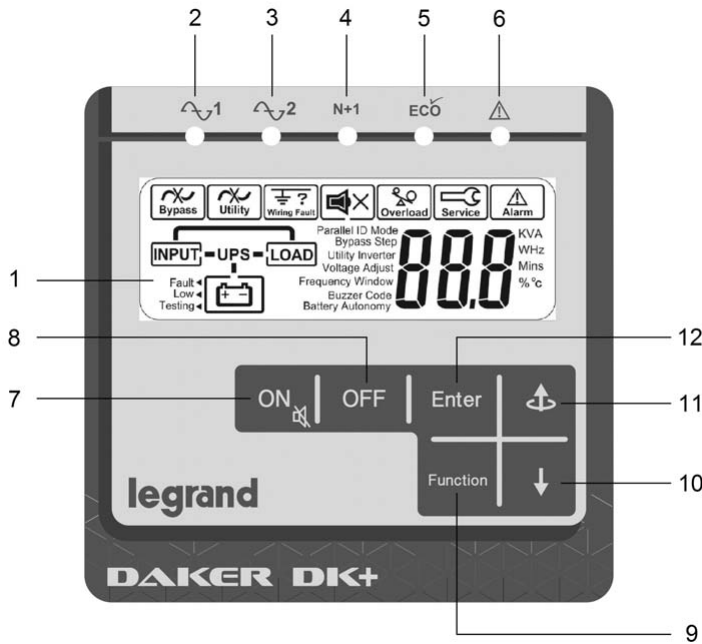 2 3 4 5 6
1 2 N+1 ECO
Bypass Utility Wiring Fault Overload Service Alarm
Parallel ID Mode
Bypass Step
Utility Inverter
Voltage Adjust
Frequency Window
Buzzer Code
Battery Autonomy
INPUT UPS LOAD
Fault
Low
Testing
88,8
KVA
WHz
Mins
% °c
1
8
7
12
11
10
9
ON OFF Enter
Function
legrand
DAKER DK+